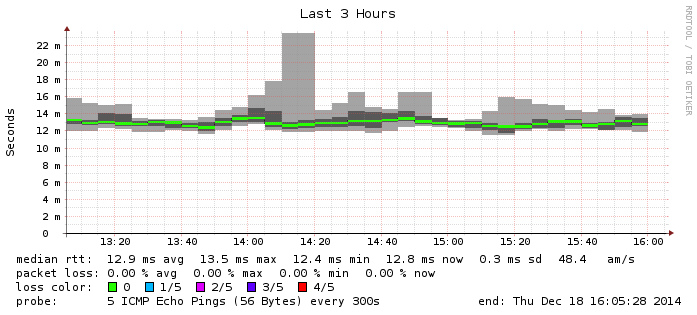 Last 3 Hours
RRDTOOL / TOBI OETIKER
Seconds
22 m
20 m
18 m
16 m
14 m
12 m
10 m
8 m
6 m
4 m
2 m
0
13:20 13:40 14:00 14:20 14:40 15:00 15:20 15:40 16:00
median rtt: 12.9 ms avg 13.5 ms max 12.4 ms min 12.8 ms now 0.3 ms sd 48.4 am/s
packet loss: 0.00 % avg 0.00 % max 0.00 % min 0.00 % now
loss color: 0 1/5 2/5 3/5 4/5
probe: 5 ICMP Echo Pings (56 Bytes) every 300s end: Thu Dec 18 16:05:28 2014